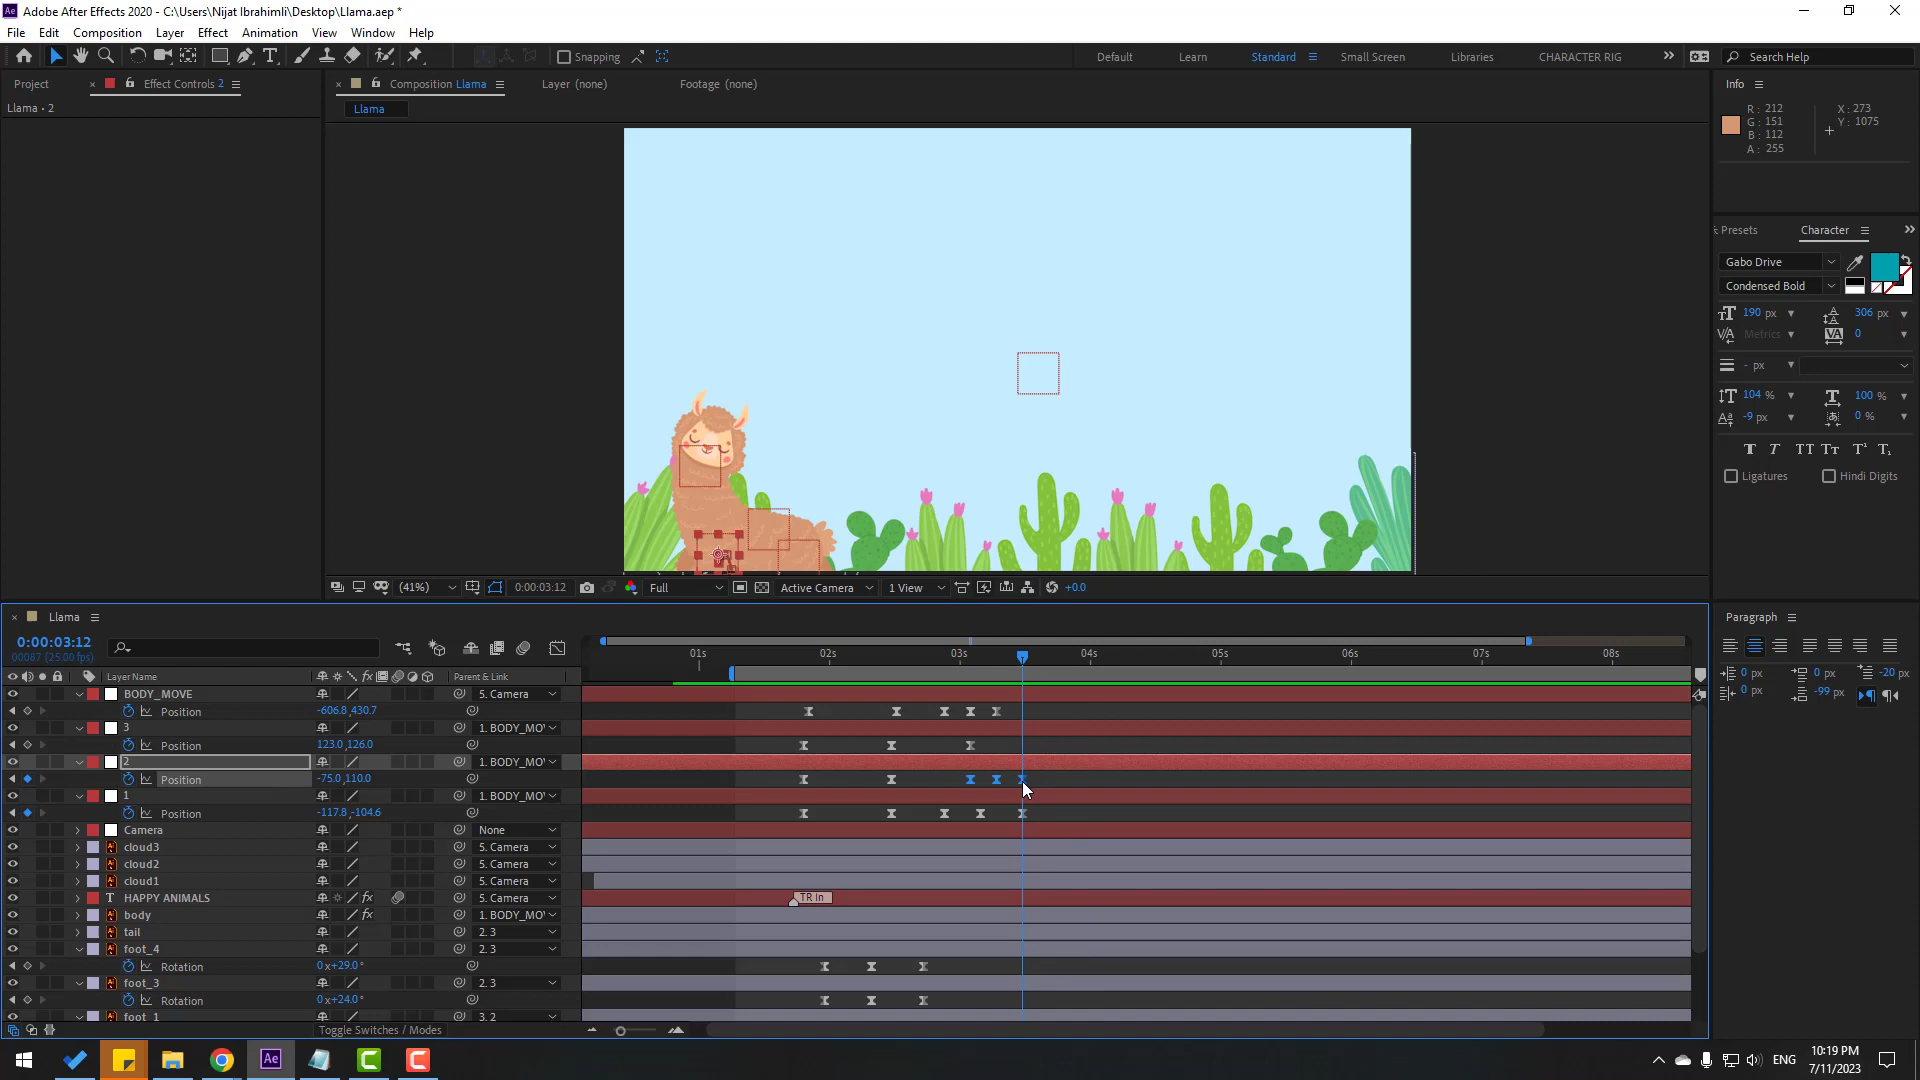 Adobe After Effects 2020 - C:\Users\Nijat Ibrahimli\Desktop\Llama.aep *
File Edit Composition Layer Effect Animation View Window Help
Snapping
Default Learn Standard Small Screen Libraries CHARACTER RIG
Search Help
Project Effect Controls 2
Composition Llama Layer (none) Footage (none)
Info
Llama • 2
Llama
R : 212
G : 151
B : 112
A : 255
X : 273
Y : 1075
Presets Character
Gabo Drive
Condensed Bold
190 px 306 px
Metrics 0
- px
104 % 100 %
-9 px 0 %
Ligatures Hindi Digits
(41%) 0:00:03:12 Full Active Camera 1 View +0.0
Llama
0:00:03:12
00087 (25.00 fps)
01s 02s 03s 04s 05s 06s 07s 08s
Layer Name Parent & Link
BODY_MOVE 5. Camera
Position -606.8,430.7
3 1. BODY_MO
Position 123.0,126.0
2 1. BODY_MO
Position -75.0,110.0
1 1. BODY_MO
Position -117.8,-104.6
Camera None
cloud3 5. Camera
cloud2 5. Camera
cloud1 5. Camera
HAPPY ANIMALS fx 5. Camera TR In
body fx 1. BODY_MO
tail 2. 3
foot_4 2. 3
Rotation 0x+29.0°
foot_3 2. 3
Rotation 0x+24.0°
foot_1 3. 2
Toggle Switches / Modes
Paragraph
0 px 0 px -20 px
0 px -99 px
ENG
10:19 PM
7/11/2023